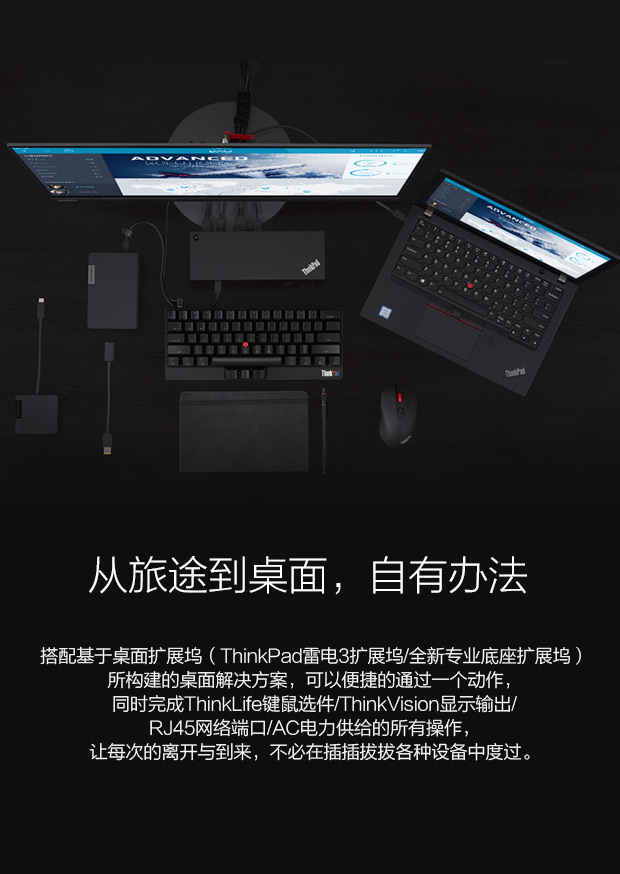 ADVANCED
SOLUTIONS
ADVANCED
ThinkPad
ThinkPad
ThinkPad
从旅途到桌面，自有办法
搭配基于桌面扩展坞（ThinkPad雷电3扩展坞/全新专业底座扩展坞）
所构建的桌面解决方案，可以便捷的通过一个动作，
同时完成ThinkLife键鼠选件/ThinkVision显示输出/
RJ45网络端口/AC电力供给的所有操作，
让每次的离开与到来，不必在插插拔拔各种设备中度过。